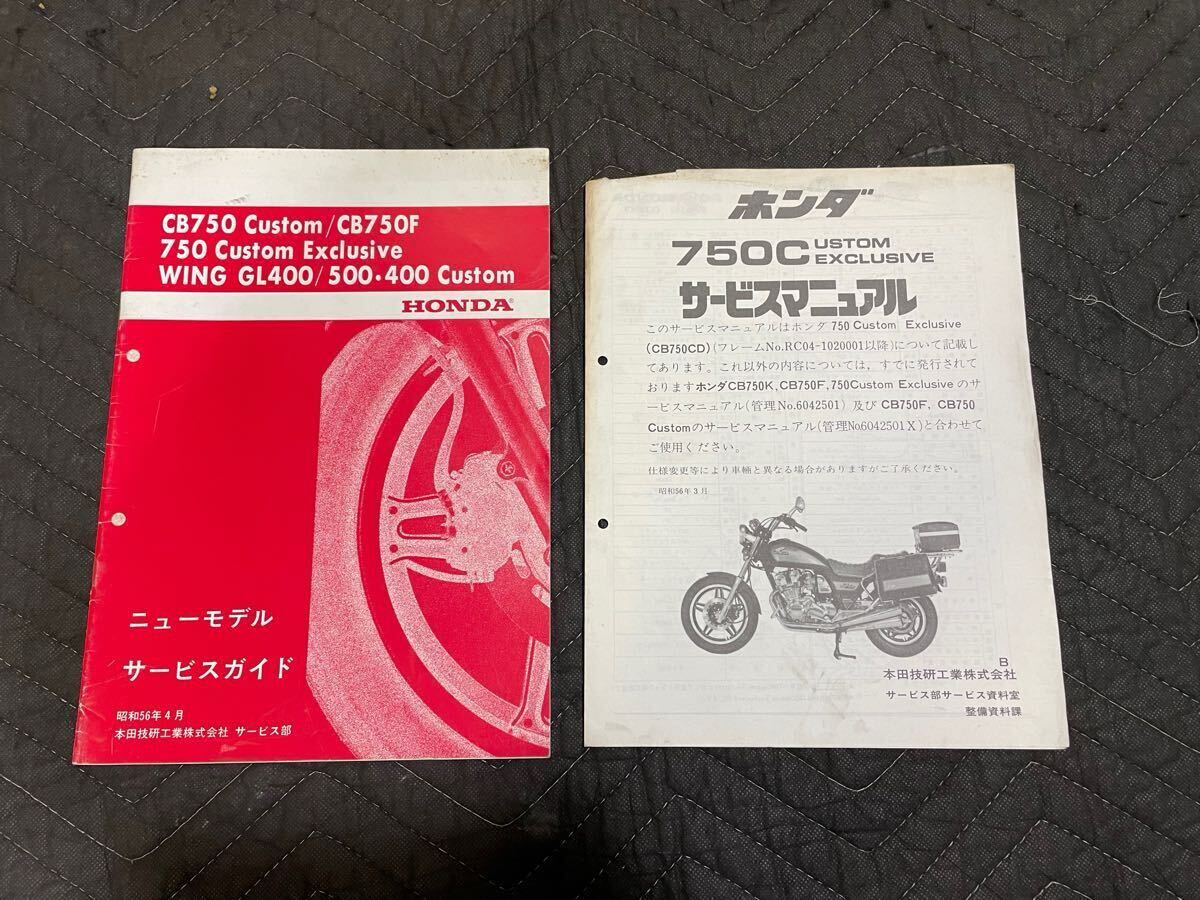 CB750 Custom/CB750F
750 Custom Exclusive
WING GL400/500・400 Custom
HONDA®
ニューモデル
サービスガイド
昭和56年4月
本田技研工業株式会社 サービス部
ホンダ
750CUSTOM
EXCLUSIVE
サービスマニュアル
このサービスマニュアルはホンダ750 Custom Exclusive
(CB750CD)(フレームNo.RC04-1020001以降)について記載し
てあります。これ以外の内容については,すでに発行されて
おりますホンダCB750K, CB750F, 750Custom Exclusiveのサ
ービスマニュアル(管理No.6042501)及びCB750F, CB750
Customのサービスマニュアル(管理No.6042501X)と合わせて
ご使用ください。
仕様変更等により車輛と異なる場合がありますがご了承ください。
昭和56年3月
B
本田技研工業株式会社
サービス部サービス資料室
整備資料課